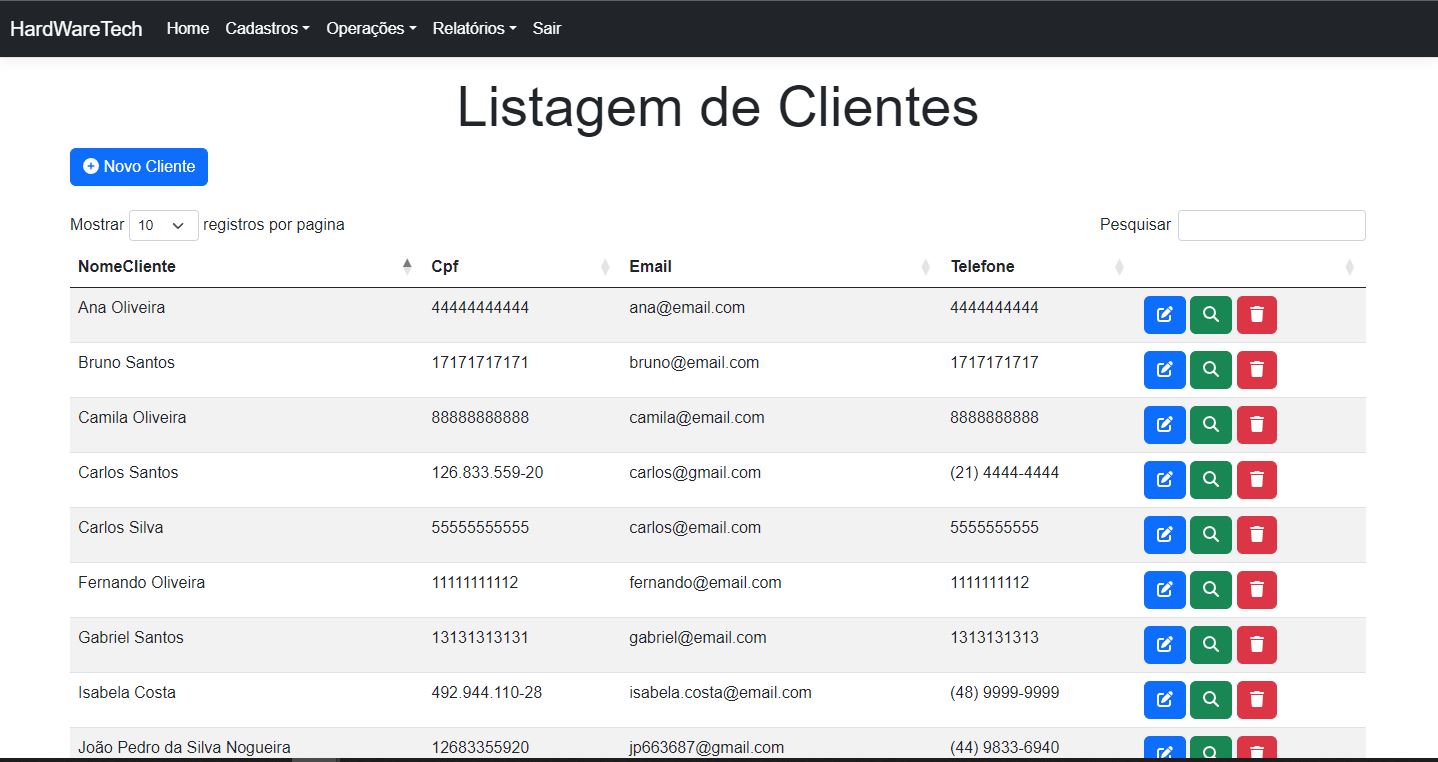 HardWareTech Home Cadastros Operações Relatórios Sair
Listagem de Clientes
Novo Cliente
Mostrar 10 registros por pagina Pesquisar
NomeCliente Cpf Email Telefone
Ana Oliveira 44444444444 ana@email.com 4444444444
Bruno Santos 17171717171 bruno@email.com 1717171717
Camila Oliveira 88888888888 camila@email.com 8888888888
Carlos Santos 126.833.559-20 carlos@gmail.com (21) 4444-4444
Carlos Silva 55555555555 carlos@email.com 5555555555
Fernando Oliveira 11111111112 fernando@email.com 1111111112
Gabriel Santos 13131313131 gabriel@email.com 1313131313
Isabela Costa 492.944.110-28 isabela.costa@email.com (48) 9999-9999
João Pedro da Silva Nogueira 12683355920 jp663687@gmail.com (44) 9833-6940